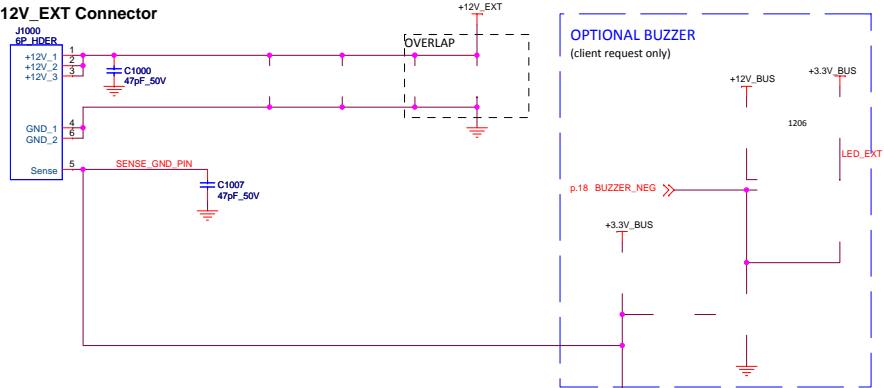 12V_EXT Connector
J1000
6P_HDER
+12V_1
+12V_2
+12V_3
1
2
3
C1000
47pF_50V
GND_1
GND_2
4
6
Sense
5
SENSE_GND_PIN
C1007
47pF_50V
+12V_EXT
OVERLAP
OPTIONAL BUZZER
(client request only)
+12V_BUS
+3.3V_BUS
1206
LED_EXT
p.18 BUZZER_NEG
+3.3V_BUS